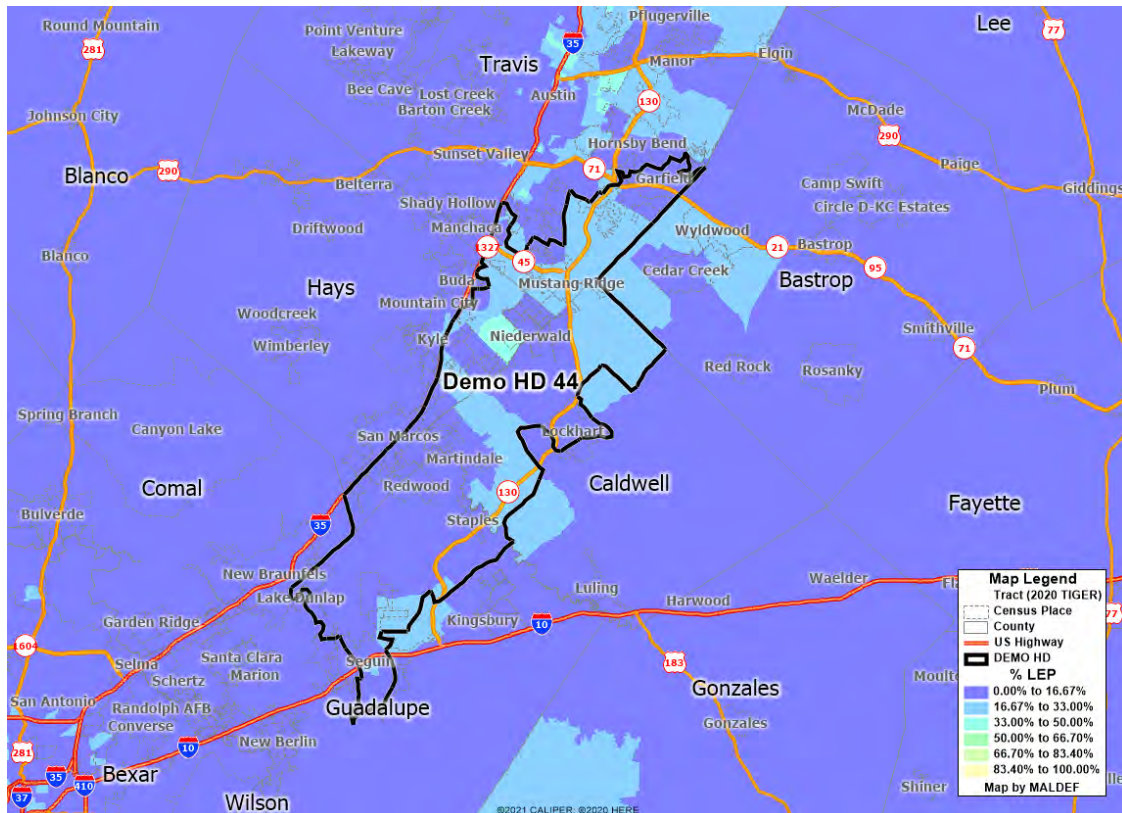 Round Mountain
281
Point Venture
Lakeway
Pflugerville
Lee
77
35
Travis
Manor
Elgin
Bee Cave
Lost Creek
Barton Creek
Austin
130
Johnson City
McDade
290
Hornsby Bend
Sunset Valley
71
Paige
Blanco
290
Belterra
Garfield
Camp Swift
Circle D-KC Estates
Giddings
Shady Hollow
Manchaca
Driftwood
Wyldwood
21
Bastrop
1327
45
Blanco
Cedar Creek
95
Buda
Mustang Ridge
Bastrop
Hays
Mountain City
Woodcreek
Smithville
Kyle
Niederwald
Wimberley
71
Red Rock
Rosanky
Demo HD 44
Plum
Spring Branch
Canyon Lake
San Marcos
Lockhart
Martindale
Comal
Redwood
130
Caldwell
Fayette
Bulverde
35
Staples
New Braunfels
Lake Dunlap
Luling
Harwood
Waelder
Fla
Garden Ridge
Kingsbury
10
77
1604
Selma
Santa Clara
Seguin
Schertz
Marion
183
Moulto
San Antonio
Randolph AFB
Guadalupe
Gonzales
Converse
Gonzales
New Berlin
281
10
35
Bexar
410
37
Wilson
Shiner
lle
Map Legend
Tract (2020 TIGER)
Census Place
County
US Highway
DEMO HD
% LEP
0.00% to 16.67%
16.67% to 33.00%
33.00% to 50.00%
50.00% to 66.70%
66.70% to 83.40%
83.40% to 100.00%
Map by MALDEF
©2021 CALIPER; ©2020 HERE